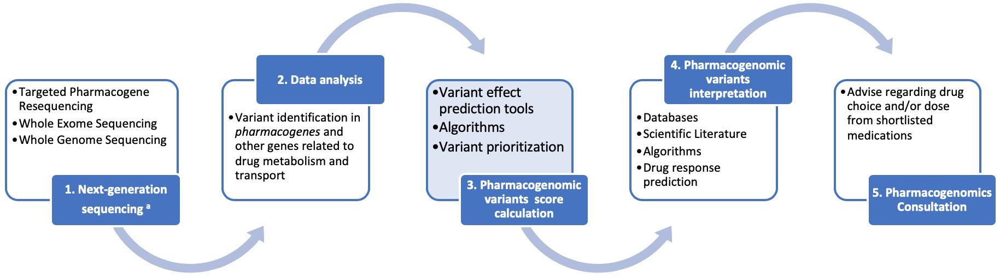 •Targeted Pharmacogene
Resequencing
•Whole Exome Sequencing
•Whole Genome Sequencing
1. Next-generation
sequencing a
2. Data analysis
•Variant identification in
pharmacogenes and
other genes related to
drug metabolism and
transport
•Variant effect
prediction tools
•Algorithms
•Variant prioritization
3. Pharmacogenomic
variants score
calculation
4. Pharmacogenomic
variants
interpretation
•Databases
•Scientific Literature
•Algorithms
•Drug response
prediction
•Advise regarding drug
choice and/or dose
from shortlisted
medications
5. Pharmacogenomics
Consultation